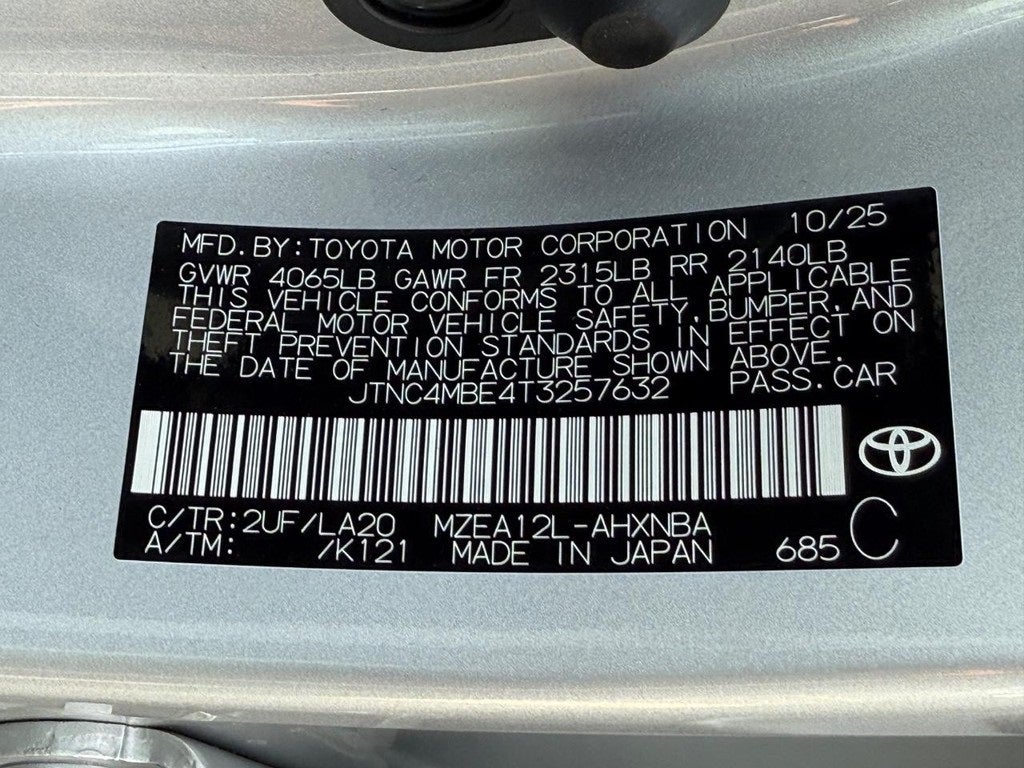 MFD. BY: TOYOTA MOTOR CORPORATION 10/25
GVWR 4065LB GAWR FR 2315LB RR 2140LB
THIS VEHICLE CONFORMS TO ALL APPLICABLE
FEDERAL MOTOR VEHICLE SAFETY, BUMPER, AND
THEFT PREVENTION STANDARDS IN EFFECT ON
THE DATE OF MANUFACTURE SHOWN ABOVE.
JTNC4MBE4T3257632 PASS. CAR
C/TR: 2UF/LA20 MZEA12L-AHXNBA
A/TM: /K121 MADE IN JAPAN 685 C